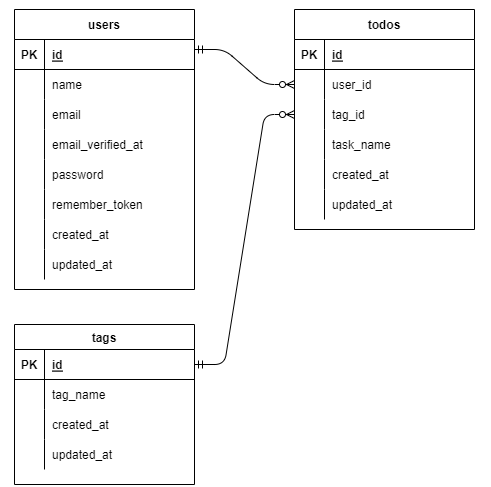 users
PK id
name
email
email_verified_at
password
remember_token
created_at
updated_at
todos
PK id
user_id
tag_id
task_name
created_at
updated_at
tags
PK id
tag_name
created_at
updated_at